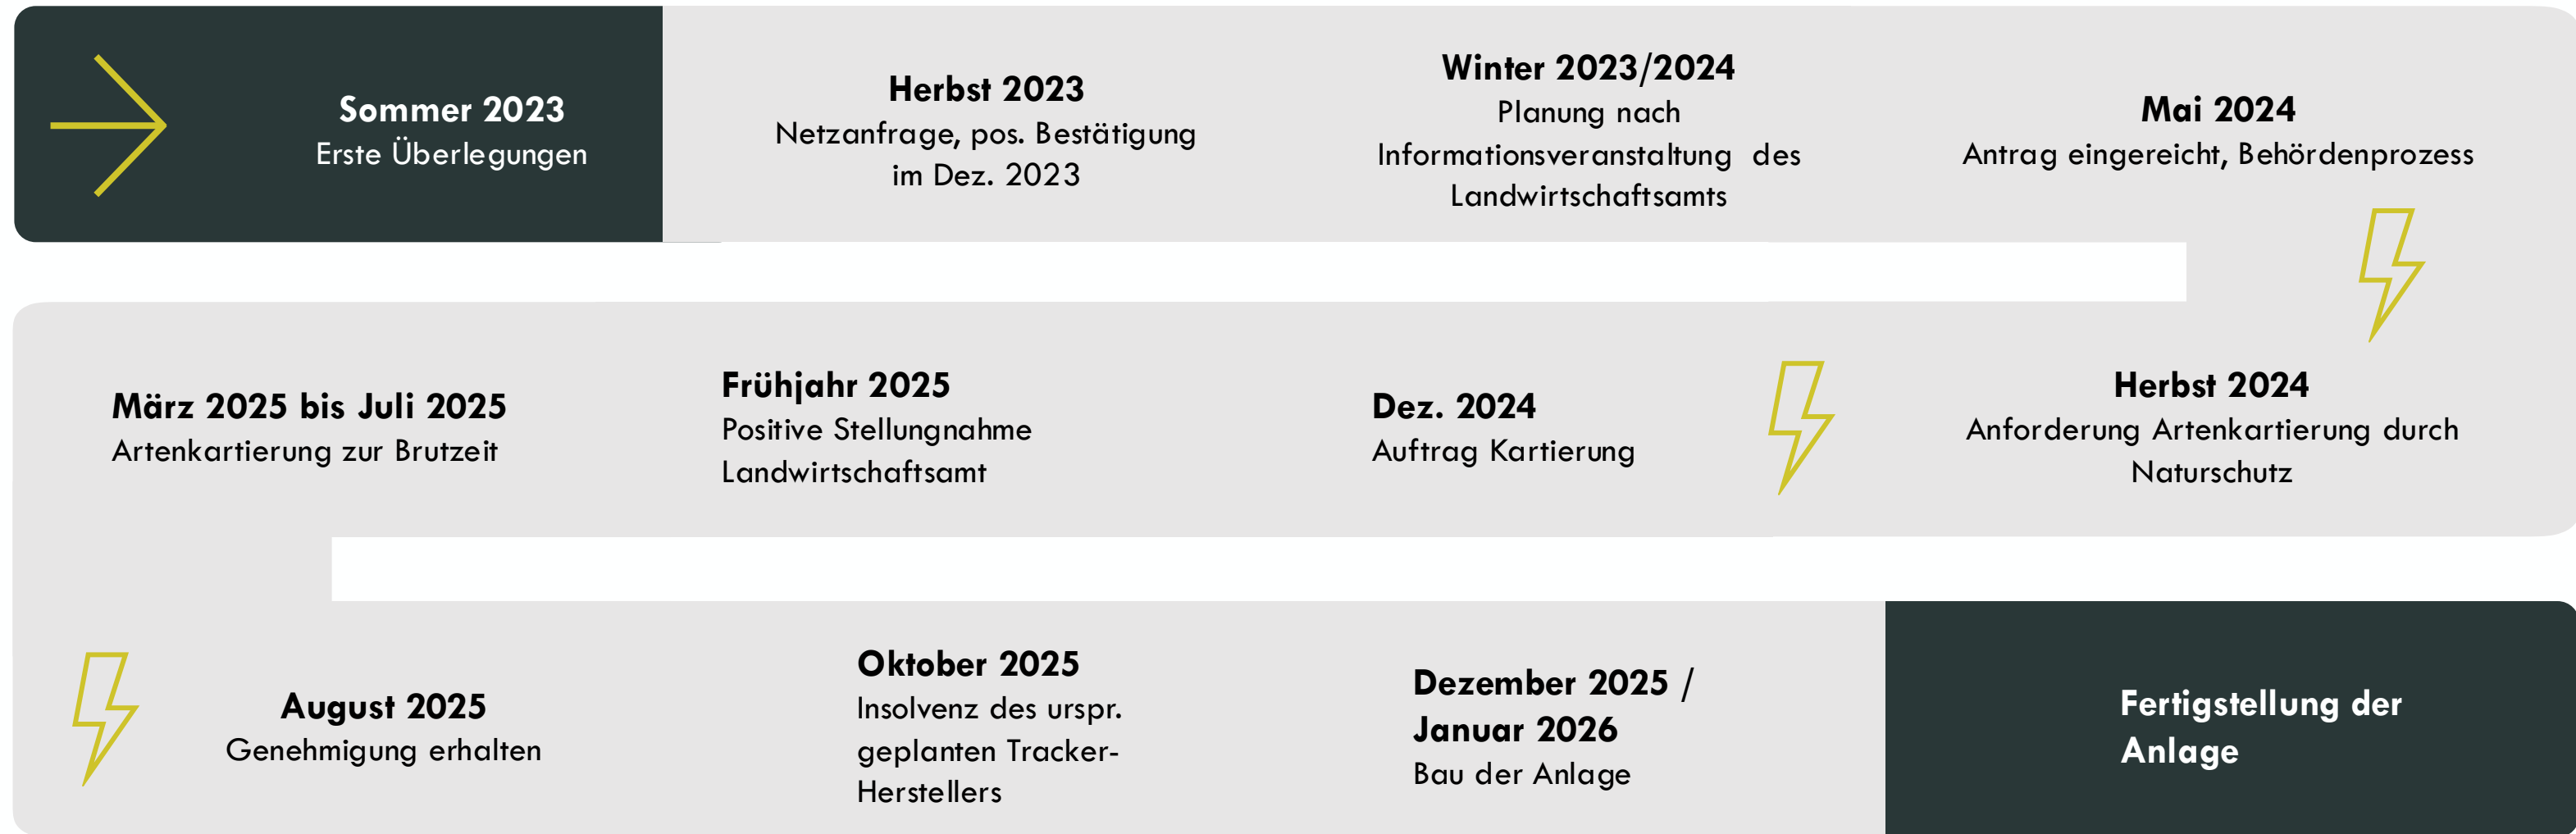 Sommer 2023
Erste Überlegungen
Herbst 2023
Netzanfrage, pos. Bestätigung
im Dez. 2023
Winter 2023/2024
Planung nach
Informationsveranstaltung des
Landwirtschaftsamts
Mai 2024
Antrag eingereicht, Behördenprozess
Herbst 2024
Anforderung Artenkartierung durch
Naturschutz
Dez. 2024
Auftrag Kartierung
Frühjahr 2025
Positive Stellungnahme
Landwirtschaftsamt
März 2025 bis Juli 2025
Artenkartierung zur Brutzeit
August 2025
Genehmigung erhalten
Oktober 2025
Insolvenz des urspr.
geplanten Tracker-
Herstellers
Dezember 2025 /
Januar 2026
Bau der Anlage
Fertigstellung der
Anlage